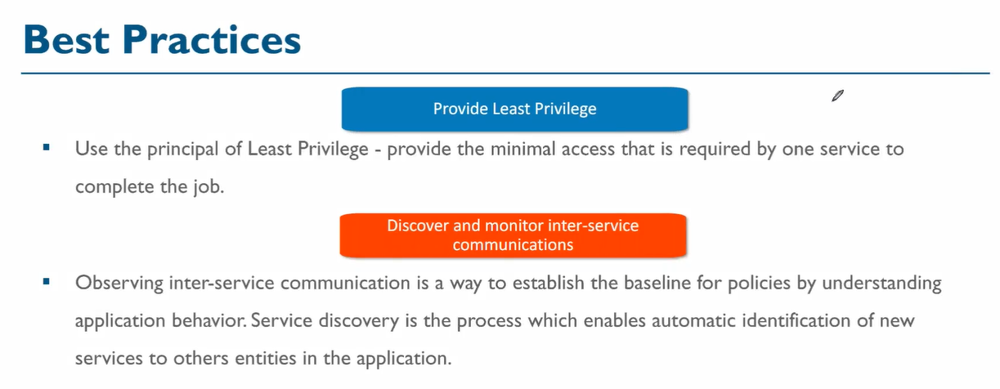 Best Practices
Provide Least Privilege
▪ Use the principal of Least Privilege - provide the minimal access that is required by one service to
complete the job.
Discover and monitor inter-service
communications
▪ Observing inter-service communication is a way to establish the baseline for policies by understanding
application behavior. Service discovery is the process which enables automatic identification of new
services to others entities in the application.